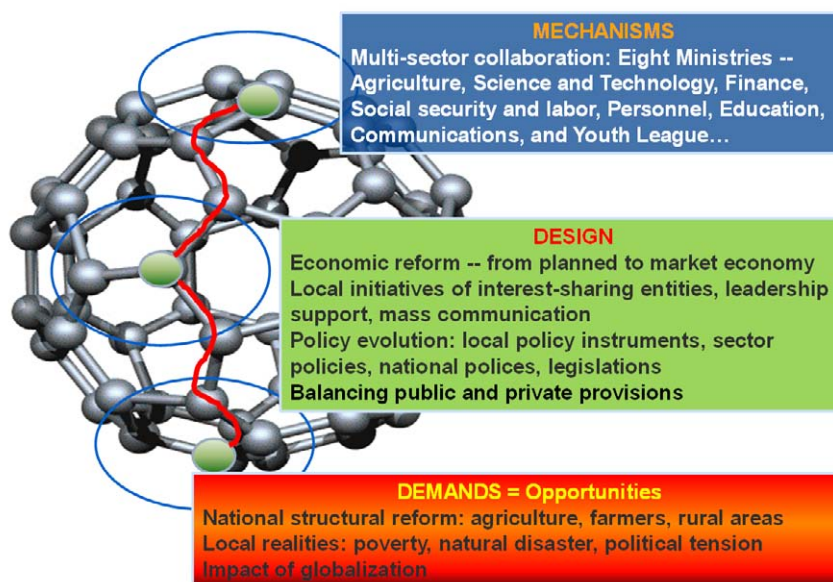 MECHANISMS
Multi-sector collaboration: Eight Ministries --
Agriculture, Science and Technology, Finance,
Social security and labor, Personnel, Education,
Communications, and Youth League…
DESIGN
Economic reform -- from planned to market economy
Local initiatives of interest-sharing entities, leadership
support, mass communication
Policy evolution: local policy instruments, sector
policies, national polices, legislations
Balancing public and private provisions
DEMANDS = Opportunities
National structural reform: agriculture, farmers, rural areas
Local realities: poverty, natural disaster, political tension
Impact of globalization